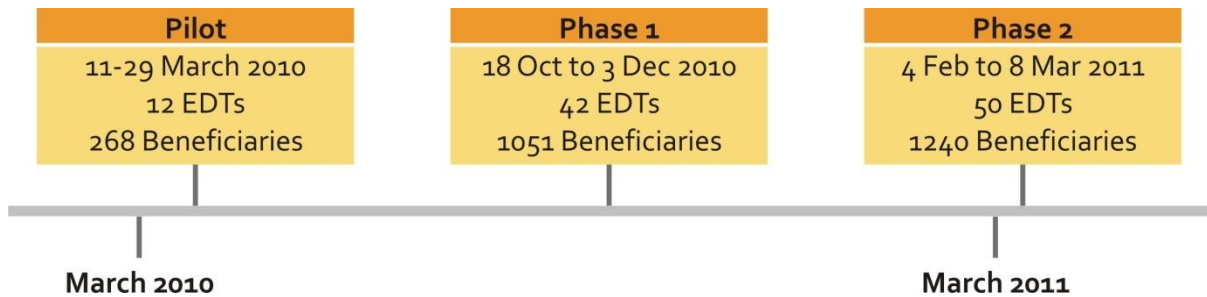 Pilot
11-29 March 2010
12 EDTs
268 Beneficiaries
Phase 1
18 Oct to 3 Dec 2010
42 EDTs
1051 Beneficiaries
Phase 2
4 Feb to 8 Mar 2011
50 EDTs
1240 Beneficiaries
March 2010
March 2011